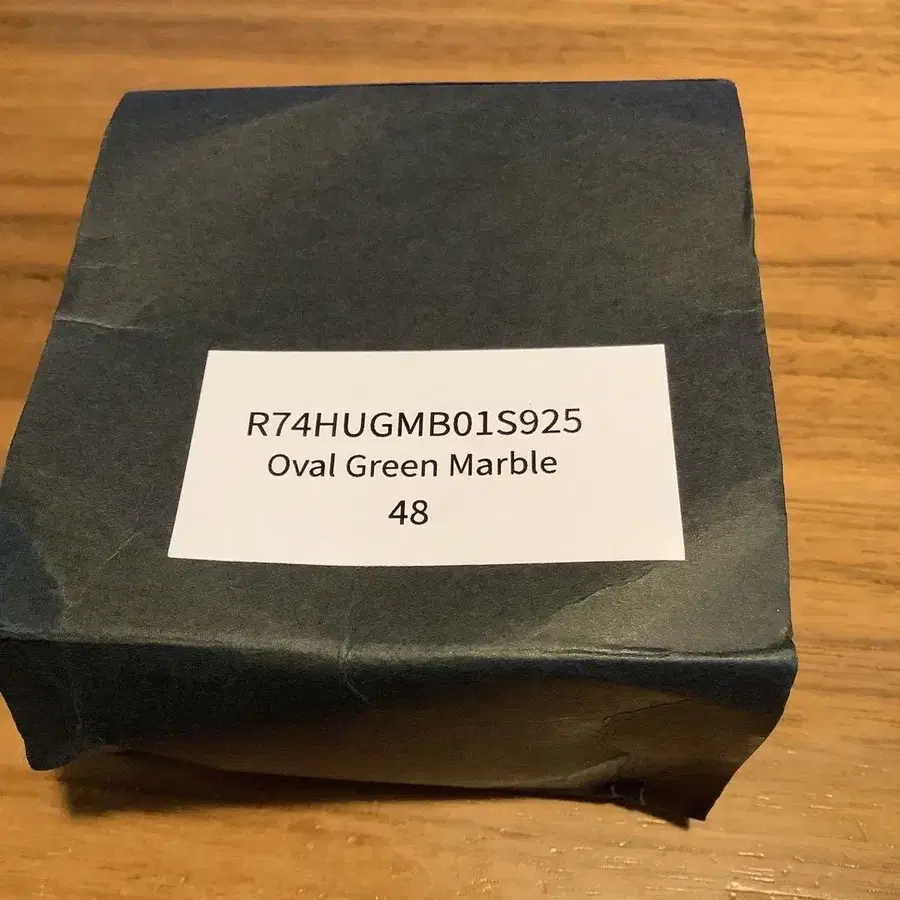 R74HUGMB01S925
Oval Green Marble
48